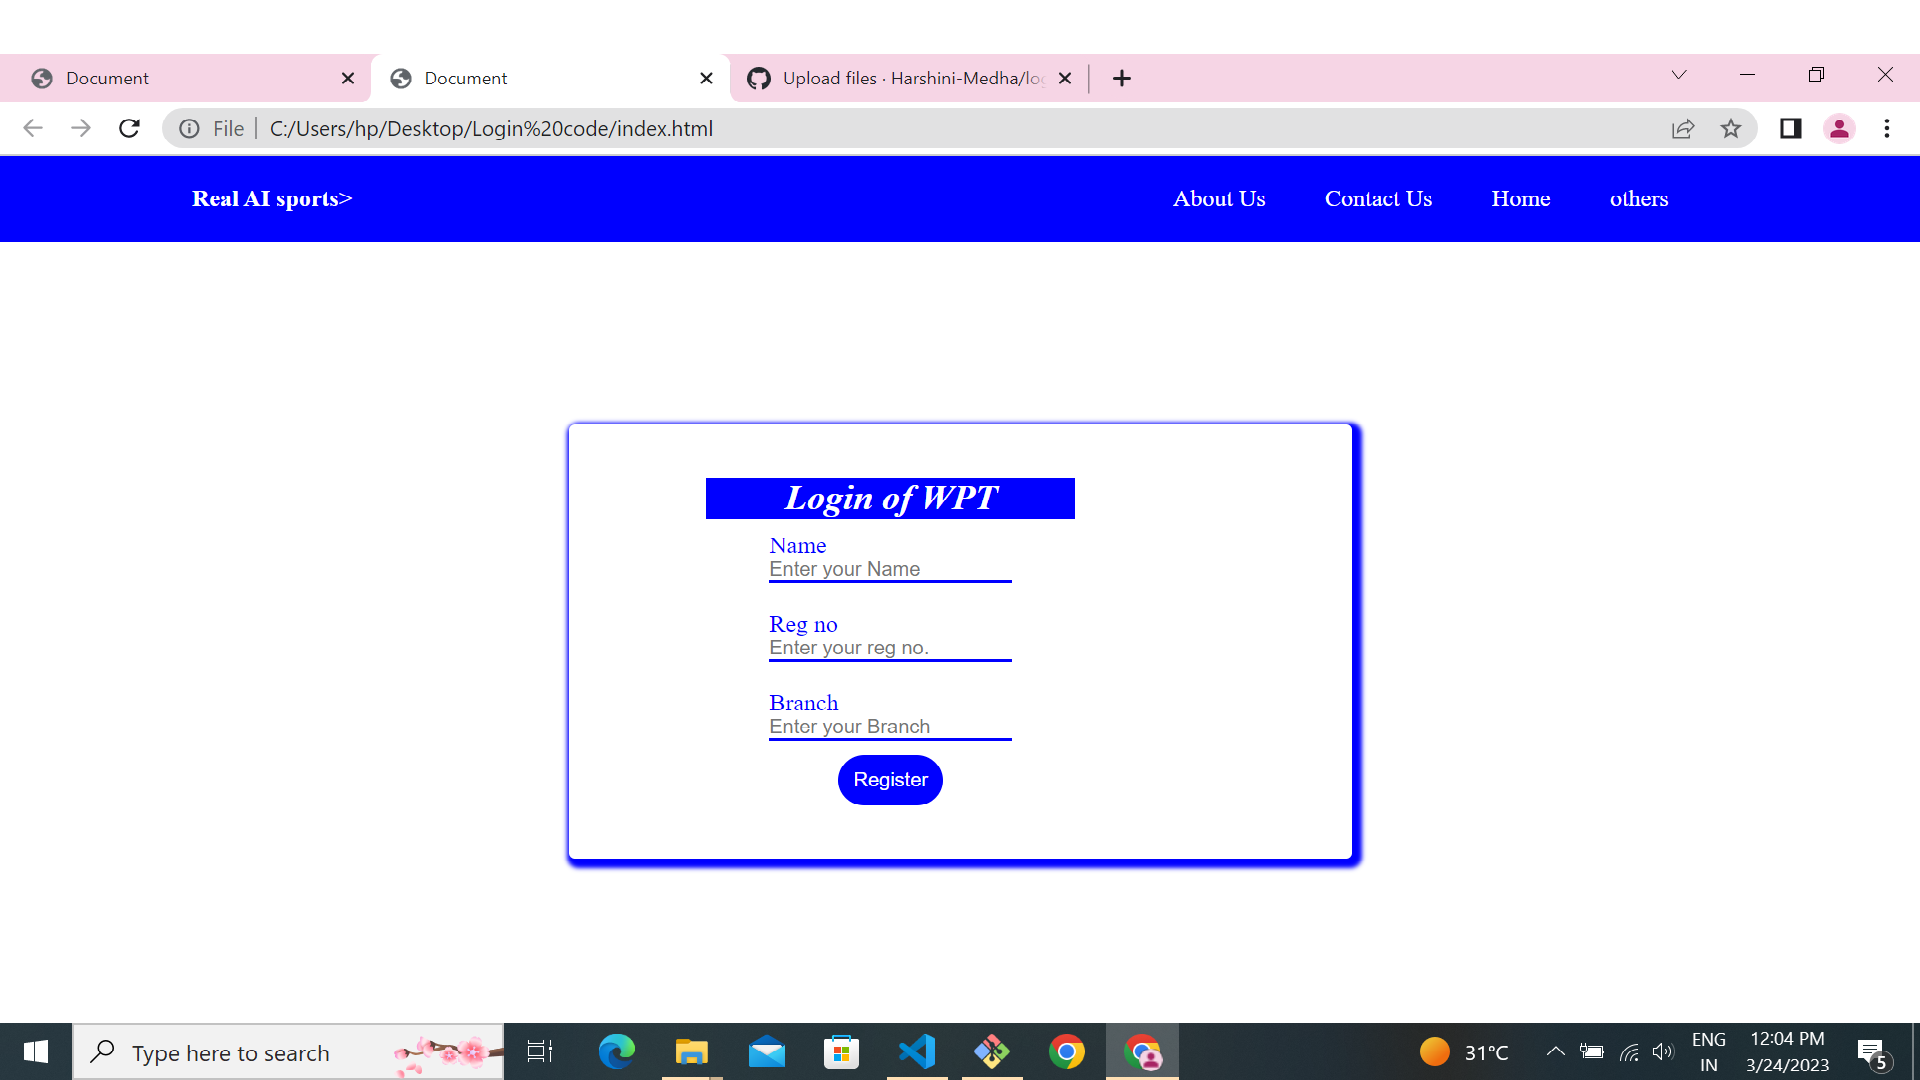 Document
Document
Upload files · Harshini-Medha/log
File
C:/Users/hp/Desktop/Login%20code/index.html
Real AI sports>
About Us
Contact Us
Home
others
Login of WPT
Name
Enter your Name
Reg no
Enter your reg no.
Branch
Enter your Branch
Register
Type here to search
31°C
ENG
IN
12:04 PM
3/24/2023
5